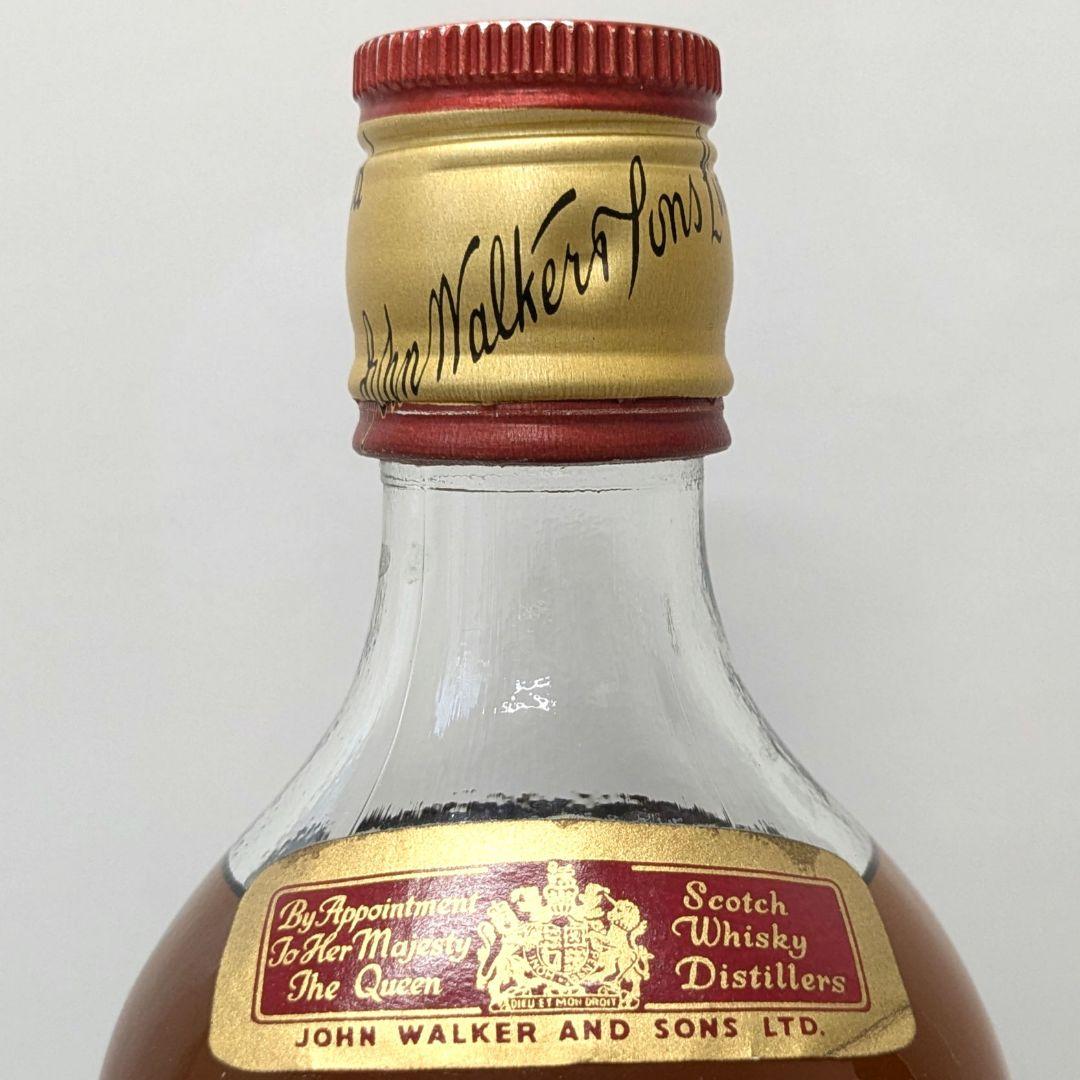 John Walker & Sons
By Appointment
To Her Majesty
The Queen
DIEU ET MON DROIT
Scotch
Whisky
Distillers
JOHN WALKER AND SONS LTD.